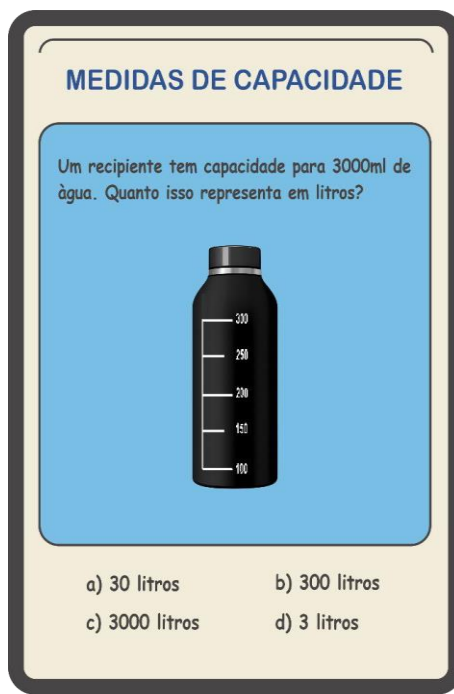 MEDIDAS DE CAPACIDADE
Um recipiente tem capacidade para 3000ml de
àgua. Quanto isso representa em litros?
300
250
200
150
100
a) 30 litros
b) 300 litros
c) 3000 litros
d) 3 litros